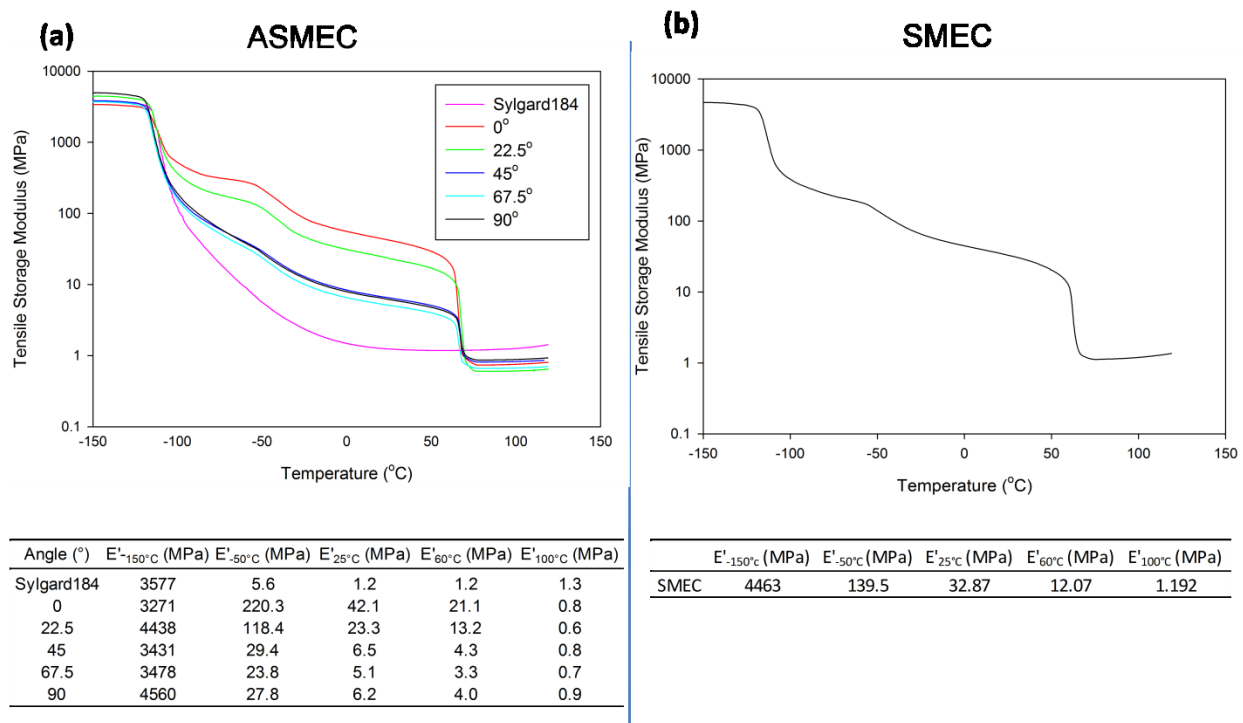 (a)
ASMEC
10000
1000
100
10
1
0.1
Tensile Storage Modulus (MPa)
Sylgard184
0°
22.5°
45°
67.5°
90°
-150 -100 -50 0 50 100 150
Temperature (°C)
Angle (°) E'-150°C (MPa) E'-50°C (MPa) E'25°C (MPa) E'60°C (MPa) E'100°C (MPa)
Sylgard184 3577 5.6 1.2 1.2 1.3
0 3271 220.3 42.1 21.1 0.8
22.5 4438 118.4 23.3 13.2 0.6
45 3431 29.4 6.5 4.3 0.8
67.5 3478 23.8 5.1 3.3 0.7
90 4560 27.8 6.2 4.0 0.9
(b)
SMEC
10000
1000
100
10
1
0.1
Tensile Storage Modulus (MPa)
-150 -100 -50 0 50 100 150
Temperature (°C)
E'-150°C (MPa) E'-50°C (MPa) E'25°C (MPa) E'60°C (MPa) E'100°C (MPa)
SMEC 4463 139.5 32.87 12.07 1.192